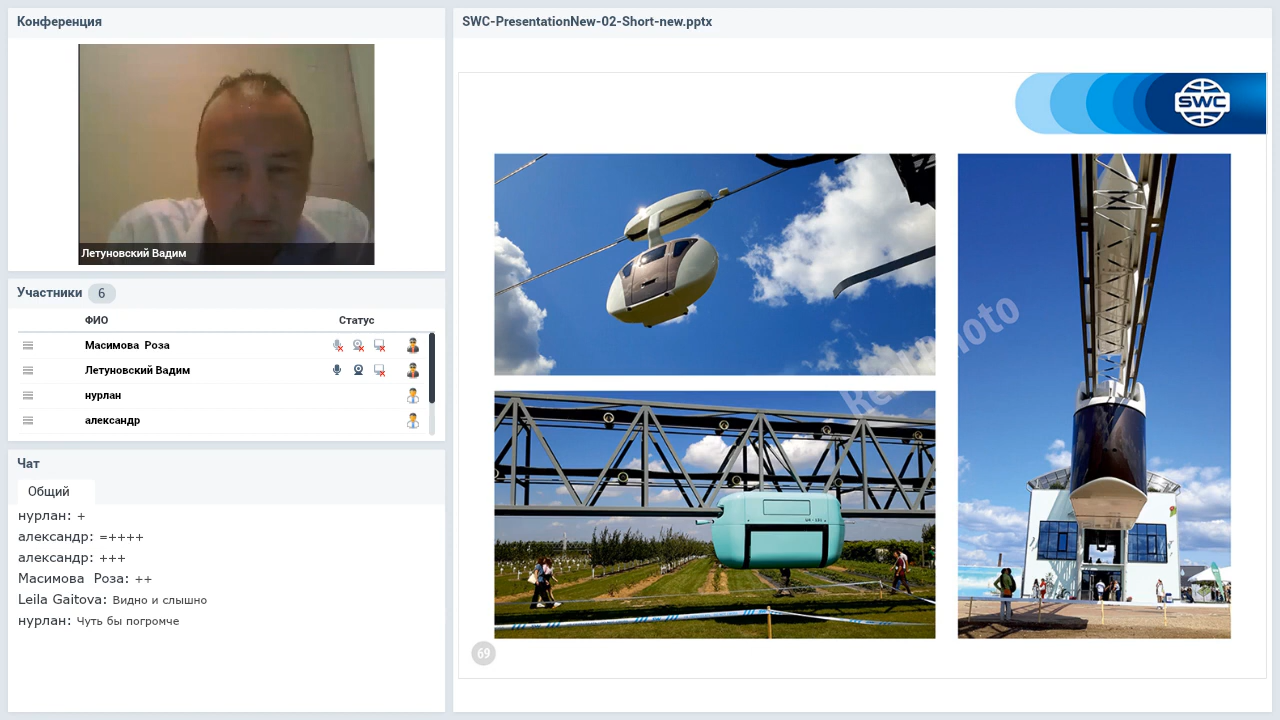 Конференция
Летуновский Вадим
Участники 6
ФИО Статус
Масимова Роза
Летуновский Вадим
нурлан
александр
Чат
Общий
нурлан: +
александр: =++++
александр: +++
Масимова Роза: ++
Leila Gaitova: Видно и слышно
нурлан: Чуть бы погромче
SWC-PresentationNew-02-Short-new.pptx
SWC
69